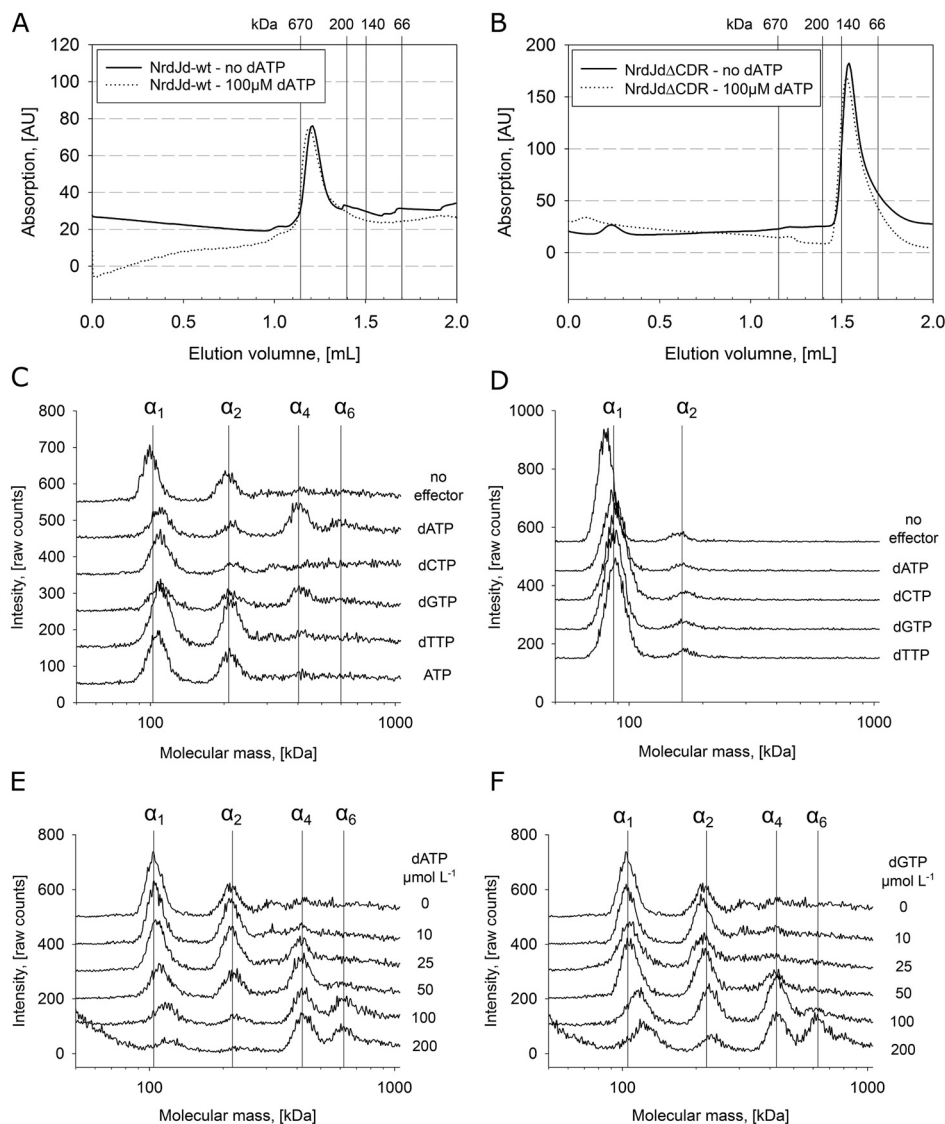 A
kDa 670 200 140 66
120
100
80
60
40
20
0
Absorption, [AU]
NrdJd-wt - no dATP
NrdJd-wt - 100µM dATP
0.0 0.5 1.0 1.5 2.0
Elution volumne, [mL]
B
kDa 670 200 140 66
200
150
100
50
0
Absorption, [AU]
NrdJdΔCDR - no dATP
NrdJdΔCDR - 100µM dATP
0.0 0.5 1.0 1.5 2.0
Elution volumne, [mL]
C
α1 α2 α4 α6
800
700
600
500
400
300
200
100
0
Intesity, [raw counts]
no
effector
dATP
dCTP
dGTP
dTTP
ATP
100 1000
Molecular mass, [kDa]
D
α1 α2
1000
800
600
400
200
0
Intensity, [raw counts]
no
effector
dATP
dCTP
dGTP
dTTP
100 1000
Molecular mass, [kDa]
E
α1 α2 α4 α6
800
600
400
200
0
Intensity, [raw counts]
dATP
µmol L-1
0
10
25
50
100
200
100 1000
Molecular mass, [kDa]
F
α1 α2 α4 α6
800
600
400
200
0
Intensity, [raw counts]
dGTP
µmol L-1
0
10
25
50
100
200
100 1000
Molecular mass, [kDa]